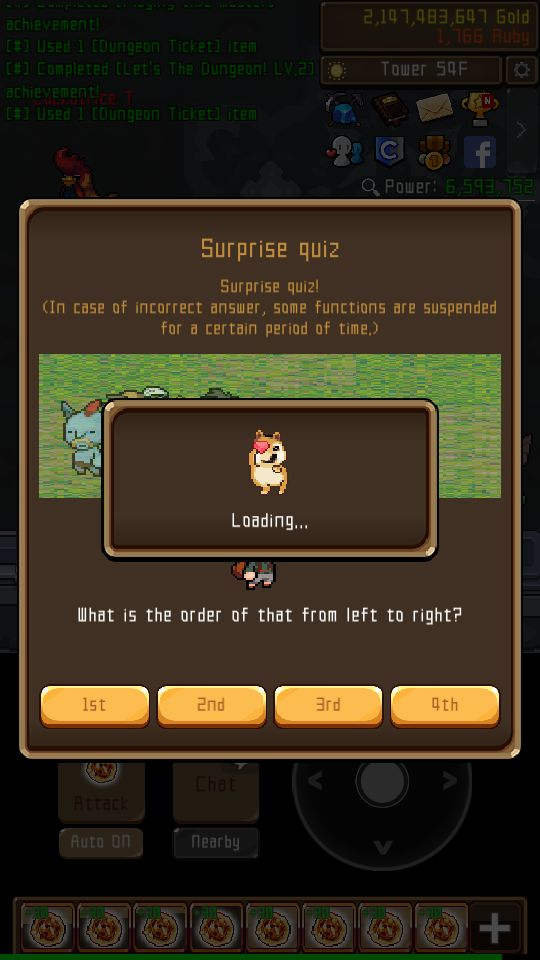 achievement!
[#] Used 1 [Dungeon Ticket] item
[#] Completed [Let's The Dungeon! LV.2]
achievement!
[#] Used 1 [Dungeon Ticket] item
2,147,483,647 Gold
1,766 Ruby
Tower 54F
N
C
f
Power: 6,593,752
Surprise quiz
Surprise quiz!
(In case of incorrect answer, some functions are suspended
for a certain period of time.)
Loading...
What is the order of that from left to right?
1st
2nd
3rd
4th
Attack
Chat
Auto ON
Nearby